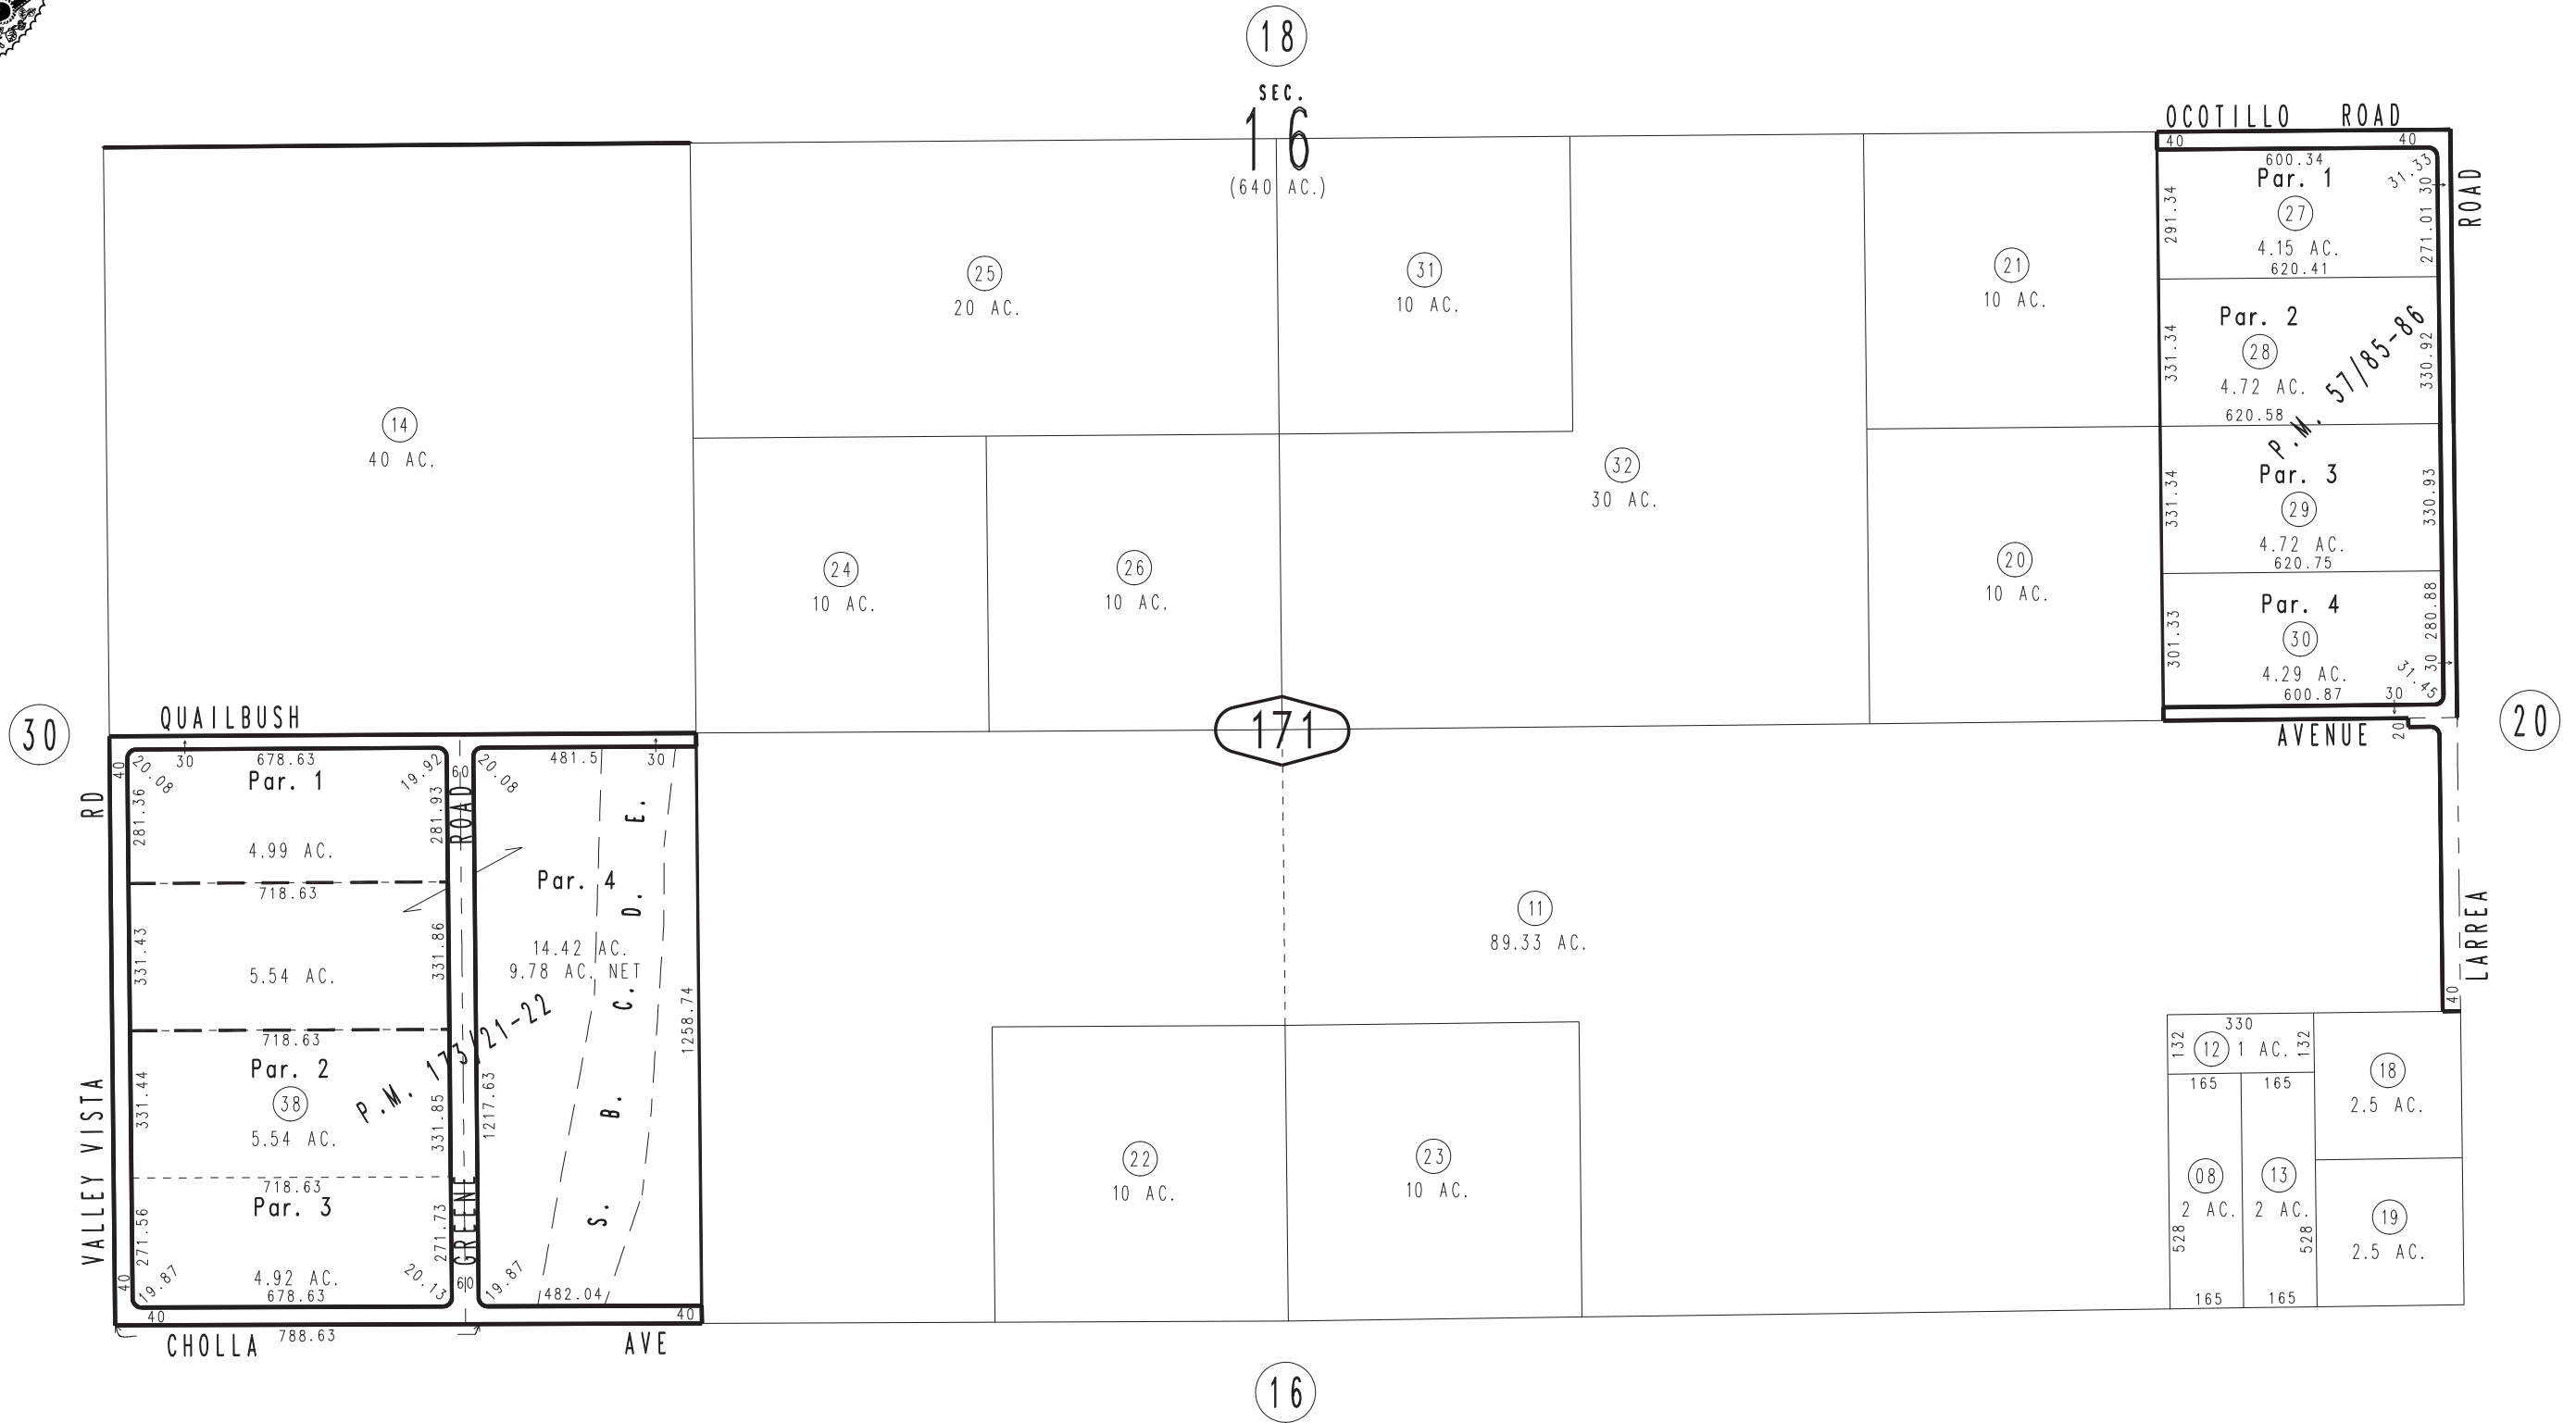 18
SEC.
16
(640 AC.)
OCOTILLO ROAD
40
40
600.34
31.33
Par. 1
30
ROAD
291.34
27
271.01
4.15 AC.
620.41
25
20 AC.
31
10 AC.
21
10 AC.
Par. 2
331.34
28
330.92
4.72 AC.
620.58
P.M. 57/85-86
14
40 AC.
32
30 AC.
Par. 3
331.34
29
330.93
4.72 AC.
620.75
24
10 AC.
26
10 AC.
20
10 AC.
Par. 4
301.33
30
280.88
30
4.29 AC.
31.45
600.87
30
30
QUAILBUSH
171
AVENUE
20
20
40
20.08
30
678.63
19.92
60
20.08
481.5
30
Par. 1
RD
281.36
281.93
ROAD
4.99 AC.
718.63
Par. 4
S. B. C. D. E.
331.43
331.86
5.54 AC.
14.42 AC.
9.78 AC. NET
11
89.33 AC.
LARREA
40
718.63
P.M. 173/21-22
1258.74
Par. 2
331.44
38
331.85
1217.63
5.54 AC.
VALLEY VISTA
718.63
Par. 3
271.56
271.73
GREENE
4.92 AC.
40
19.87
678.63
20.13
60
19.87
482.04
40
40
CHOLLA
788.63
AVE
22
10 AC.
23
10 AC.
330
132
12
1 AC.
132
165
165
18
2.5 AC.
08
2 AC.
528
13
2 AC.
528
165
165
19
2.5 AC.
16